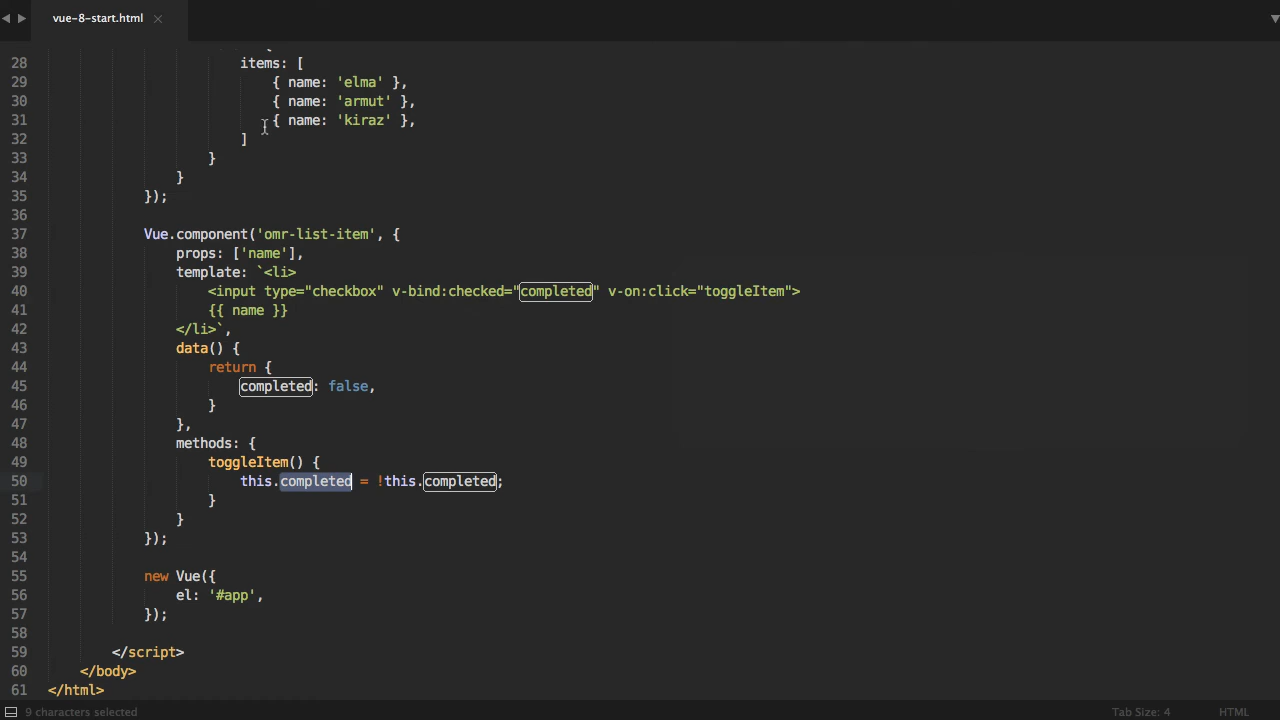 vue-8-start.html
28 items: [
29 { name: 'elma' },
30 { name: 'armut' },
31 { name: 'kiraz' },
32 ]
33 }
34 }
35 });
36
37 Vue.component('omr-list-item', {
38 props: ['name'],
39 template: `<li>
40 <input type="checkbox" v-bind:checked="completed" v-on:click="toggleItem">
41 {{ name }}
42 </li>`,
43 data() {
44 return {
45 completed: false,
46 }
47 },
48 methods: {
49 toggleItem() {
50 this.completed = !this.completed;
51 }
52 }
53 });
54
55 new Vue({
56 el: '#app',
57 });
58
59 </script>
60 </body>
61 </html>
9 characters selected Tab Size: 4 HTML